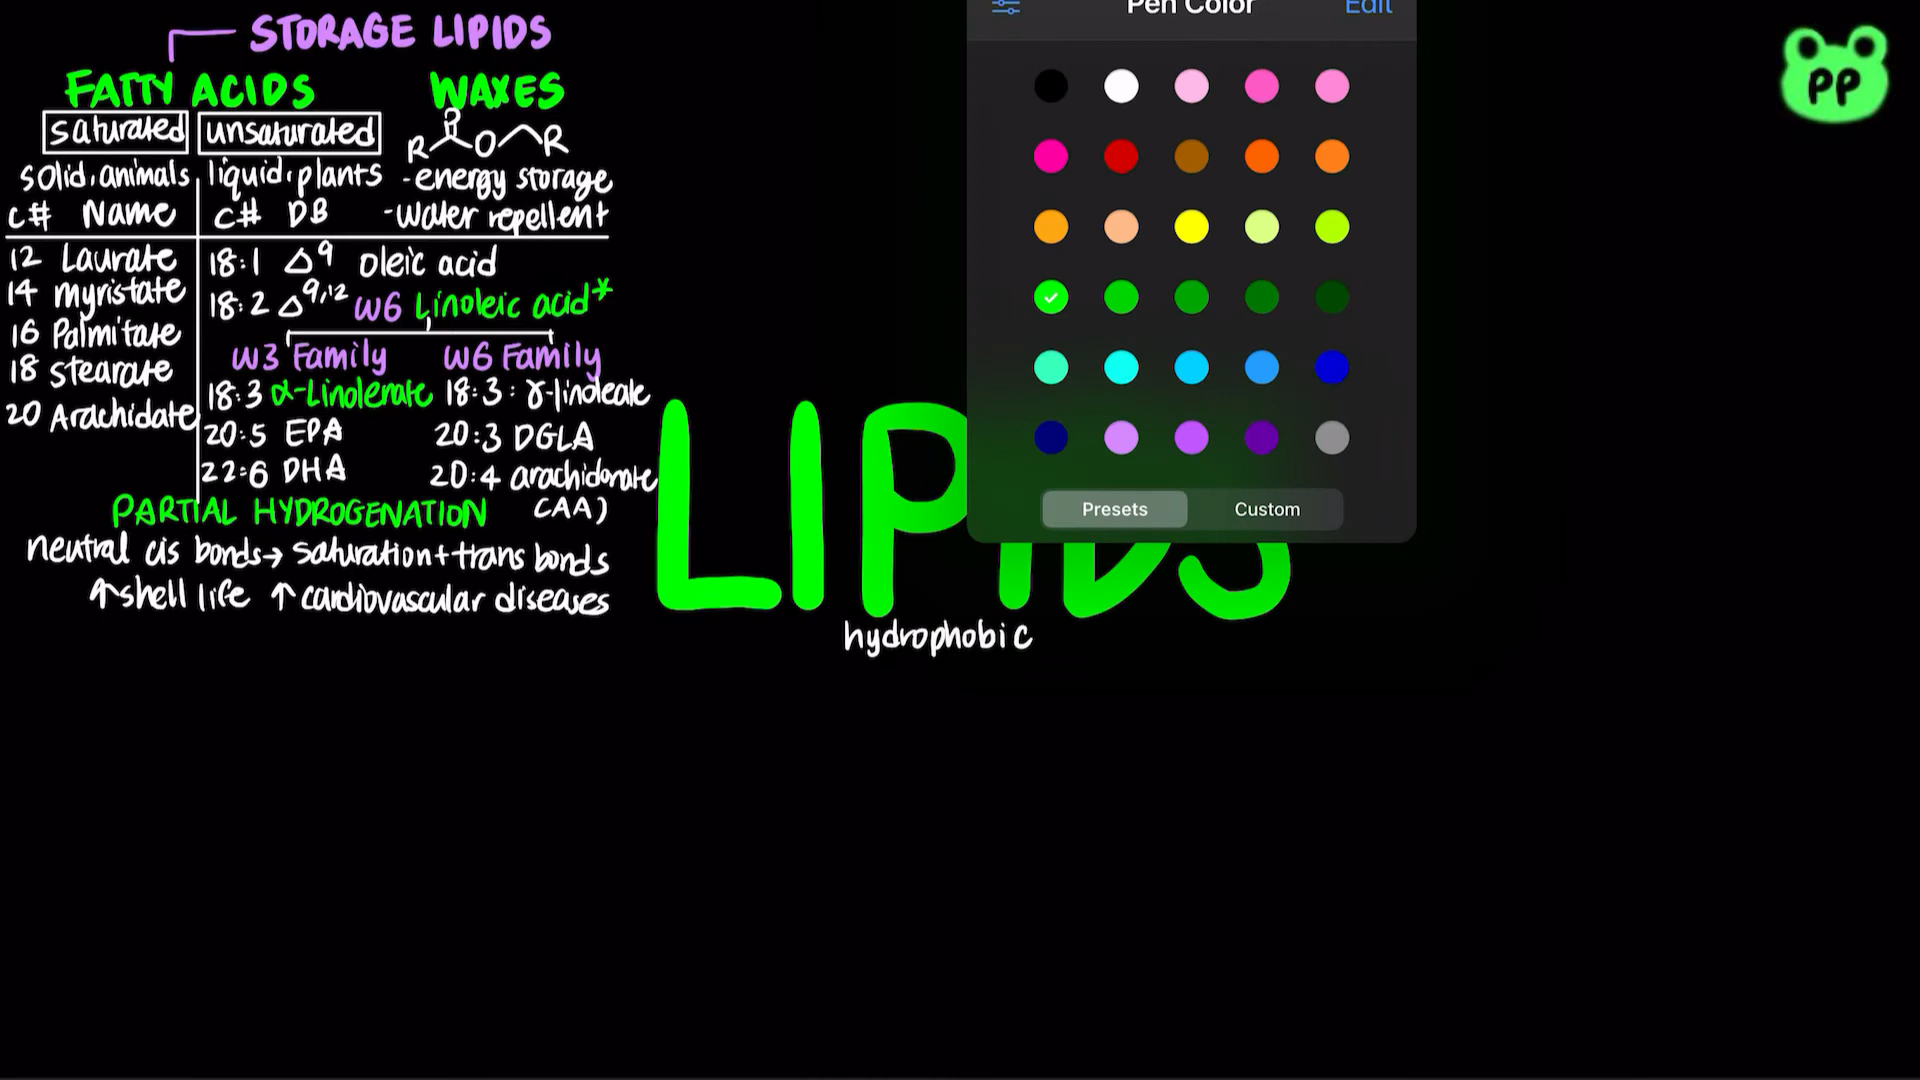 STORAGE LIPIDS
FATTY ACIDS
saturated unsaturated
solid, animals liquid, plants
C# Name C# DB
12 Laurate
14 myristate
16 Palmitate
18 stearate
20 Arachidate
18:1 Δ9 oleic acid
18:2 Δ9,12 w6 Linoleic acid*
w3 Family
18:3 α-Linolenate
20:5 EPA
22:6 DHA
w6 Family
18:3: γ-linoleate
20:3 DGLA
20:4 arachidonate
CAA)
WAXES
R O O R
-energy storage
-water repellent
PARTIAL HYDROGENATION
neutral cis bonds→ saturation+trans bonds
↑shell life ↑ cardiovascular diseases
LIPIDS
hydrophobic
Pen Color
Edit
Presets
Custom
PP